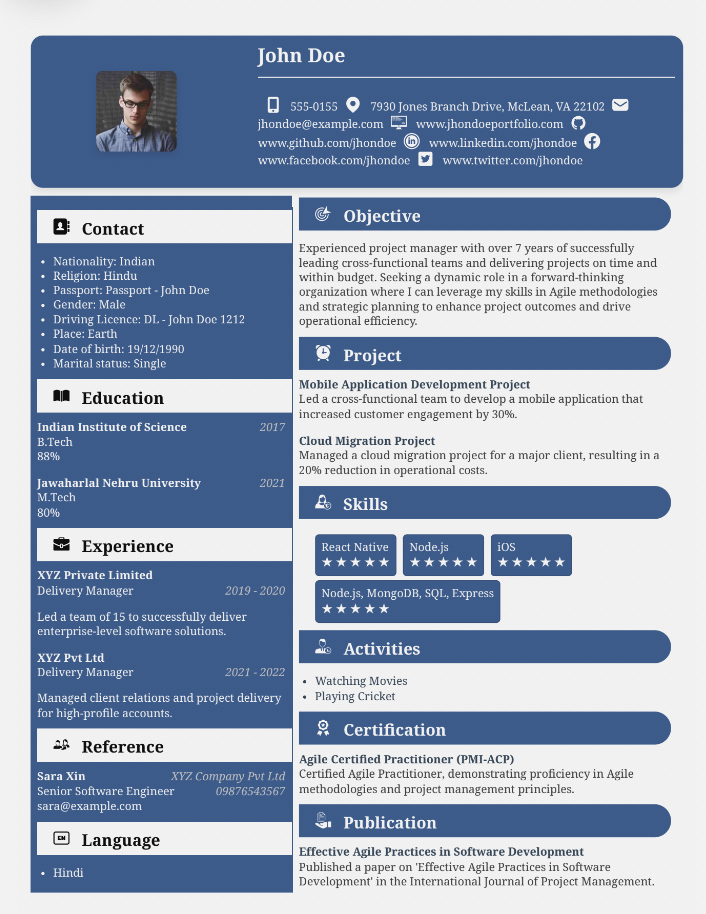 John Doe
555-0155 7930 Jones Branch Drive, McLean, VA 22102
jhondoe@example.com www.jhondoeportfolio.com
www.github.com/jhondoe www.linkedin.com/jhondoe
www.facebook.com/jhondoe www.twitter.com/jhondoe
Contact
• Nationality: Indian
• Religion: Hindu
• Passport: Passport - John Doe
• Gender: Male
• Driving Licence: DL - John Doe 1212
• Place: Earth
• Date of birth: 19/12/1990
• Marital status: Single
Education
Indian Institute of Science 2017
B.Tech
88%
Jawaharlal Nehru University 2021
M.Tech
80%
Experience
XYZ Private Limited
Delivery Manager 2019 - 2020
Led a team of 15 to successfully deliver
enterprise-level software solutions.
XYZ Pvt Ltd
Delivery Manager 2021 - 2022
Managed client relations and project delivery
for high-profile accounts.
Reference
Sara Xin XYZ Company Pvt Ltd
Senior Software Engineer 09876543567
sara@example.com
EN Language
• Hindi
Objective
Experienced project manager with over 7 years of successfully
leading cross-functional teams and delivering projects on time and
within budget. Seeking a dynamic role in a forward-thinking
organization where I can leverage my skills in Agile methodologies
and strategic planning to enhance project outcomes and drive
operational efficiency.
Project
Mobile Application Development Project
Led a cross-functional team to develop a mobile application that
increased customer engagement by 30%.
Cloud Migration Project
Managed a cloud migration project for a major client, resulting in a
20% reduction in operational costs.
Skills
React Native Node.js iOS
★★★★★ ★★★★★ ★★★★★
Node.js, MongoDB, SQL, Express
★★★★★
Activities
• Watching Movies
• Playing Cricket
Certification
Agile Certified Practitioner (PMI-ACP)
Certified Agile Practitioner, demonstrating proficiency in Agile
methodologies and project management principles.
Publication
Effective Agile Practices in Software Development
Published a paper on 'Effective Agile Practices in Software
Development' in the International Journal of Project Management.